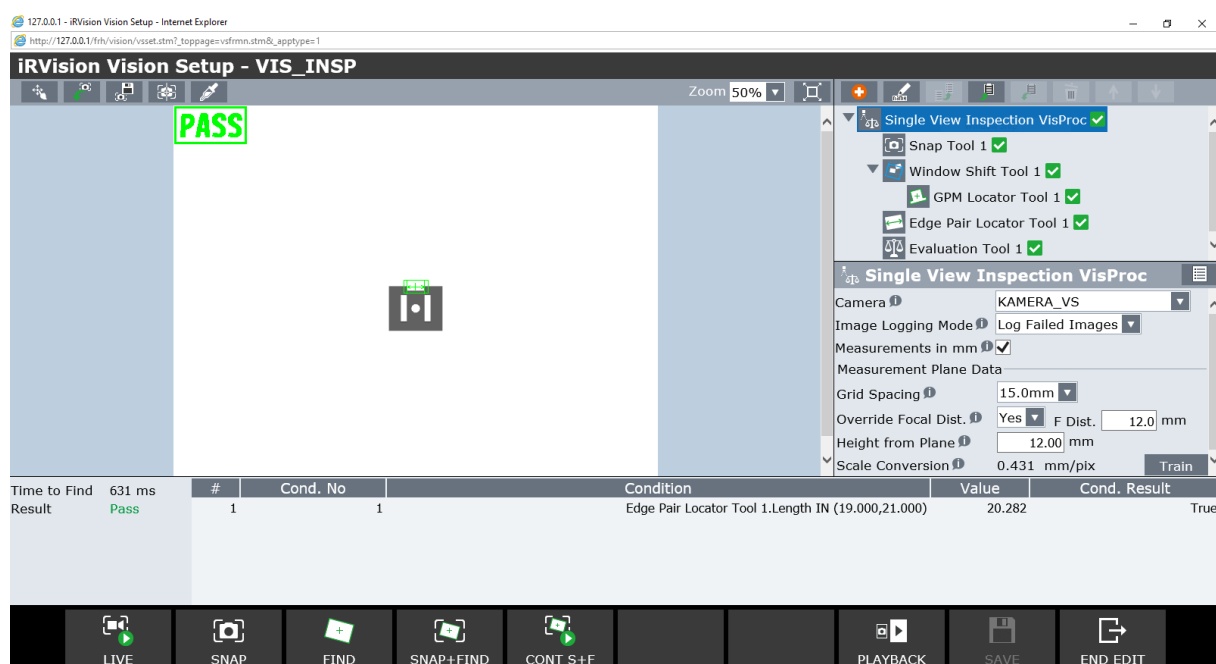 127.0.0.1 - iRVision Vision Setup - Internet Explorer
http://127.0.0.1/frh/vision/vsset.stm?_toppage=vsfrmn.stm&_apptype=1
iRVision Vision Setup - VIS_INSP
Zoom 50%
PASS
Single View Inspection VisProc
Snap Tool 1
Window Shift Tool 1
GPM Locator Tool 1
Edge Pair Locator Tool 1
Evaluation Tool 1
Single View Inspection VisProc
Camera KAMERA_VS
Image Logging Mode Log Failed Images
Measurements in mm
Measurement Plane Data
Grid Spacing 15.0mm
Override Focal Dist. Yes F Dist. 12.0 mm
Height from Plane 12.00 mm
Scale Conversion 0.431 mm/pix Train
Time to Find 631 ms
Result Pass
# Cond. No Condition Value Cond. Result
1 1 Edge Pair Locator Tool 1.Length IN (19.000,21.000) 20.282 True
LIVE SNAP FIND SNAP+FIND CONT S+F PLAYBACK SAVE END EDIT